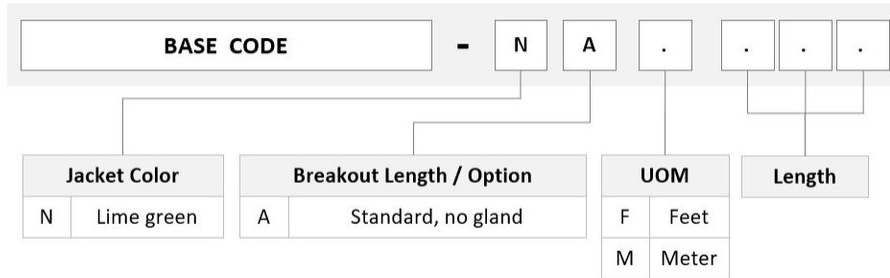 BASE CODE - N A . . . .
Jacket Color
N Lime green
Breakout Length / Option
A Standard, no gland
UOM
F Feet
M Meter
Length